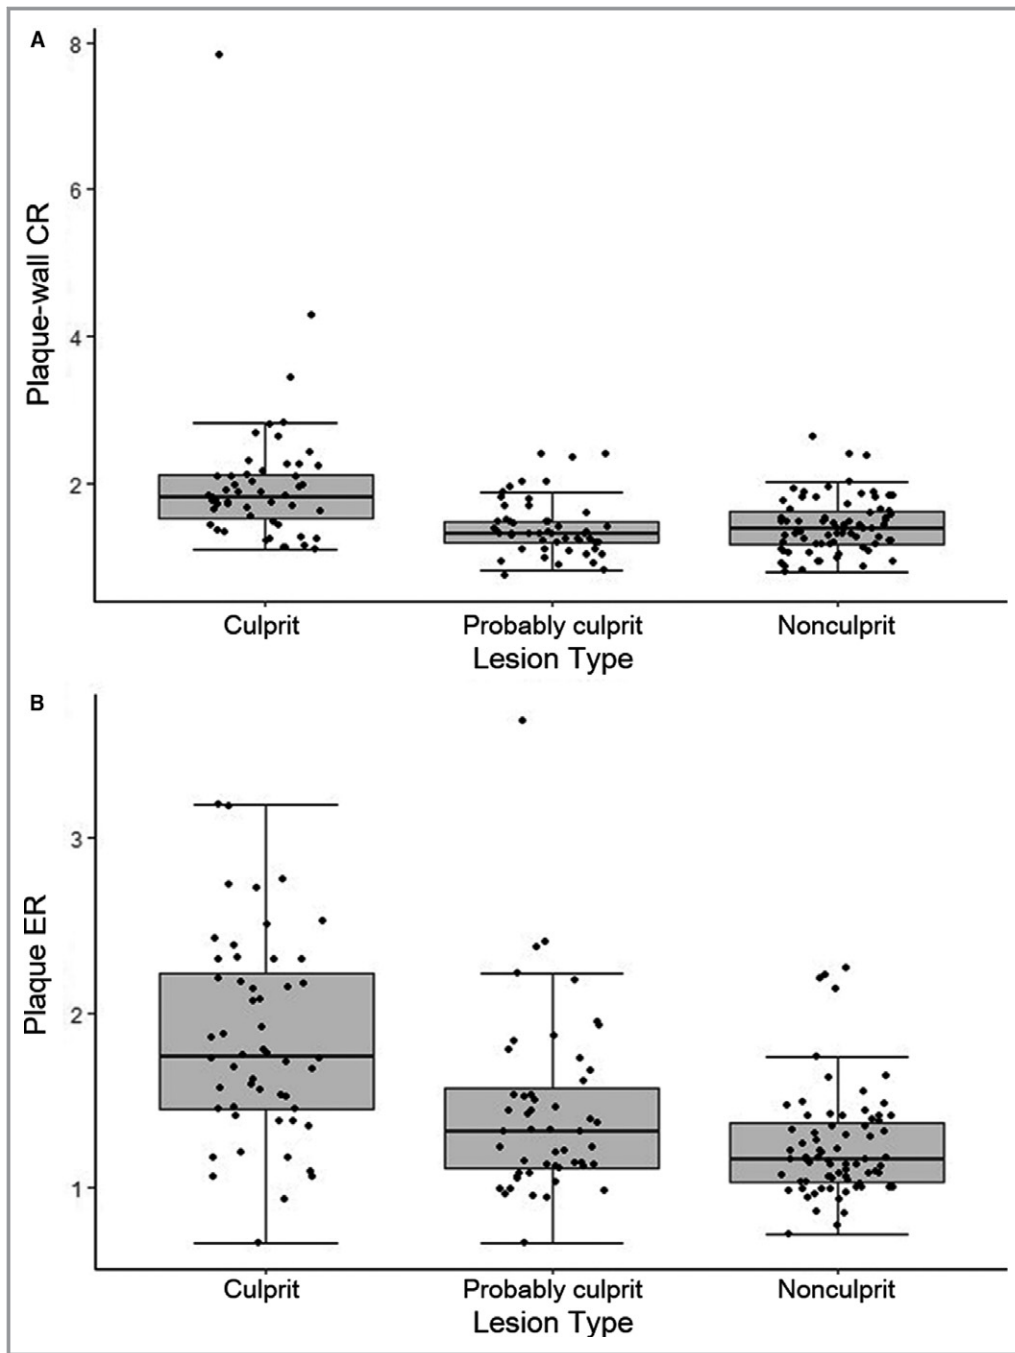 A
Plaque-wall CR
8
6
4
2
Culprit
Probably culprit
Nonculprit
Lesion Type
B
Plaque ER
3
2
1
Culprit
Probably culprit
Nonculprit
Lesion Type